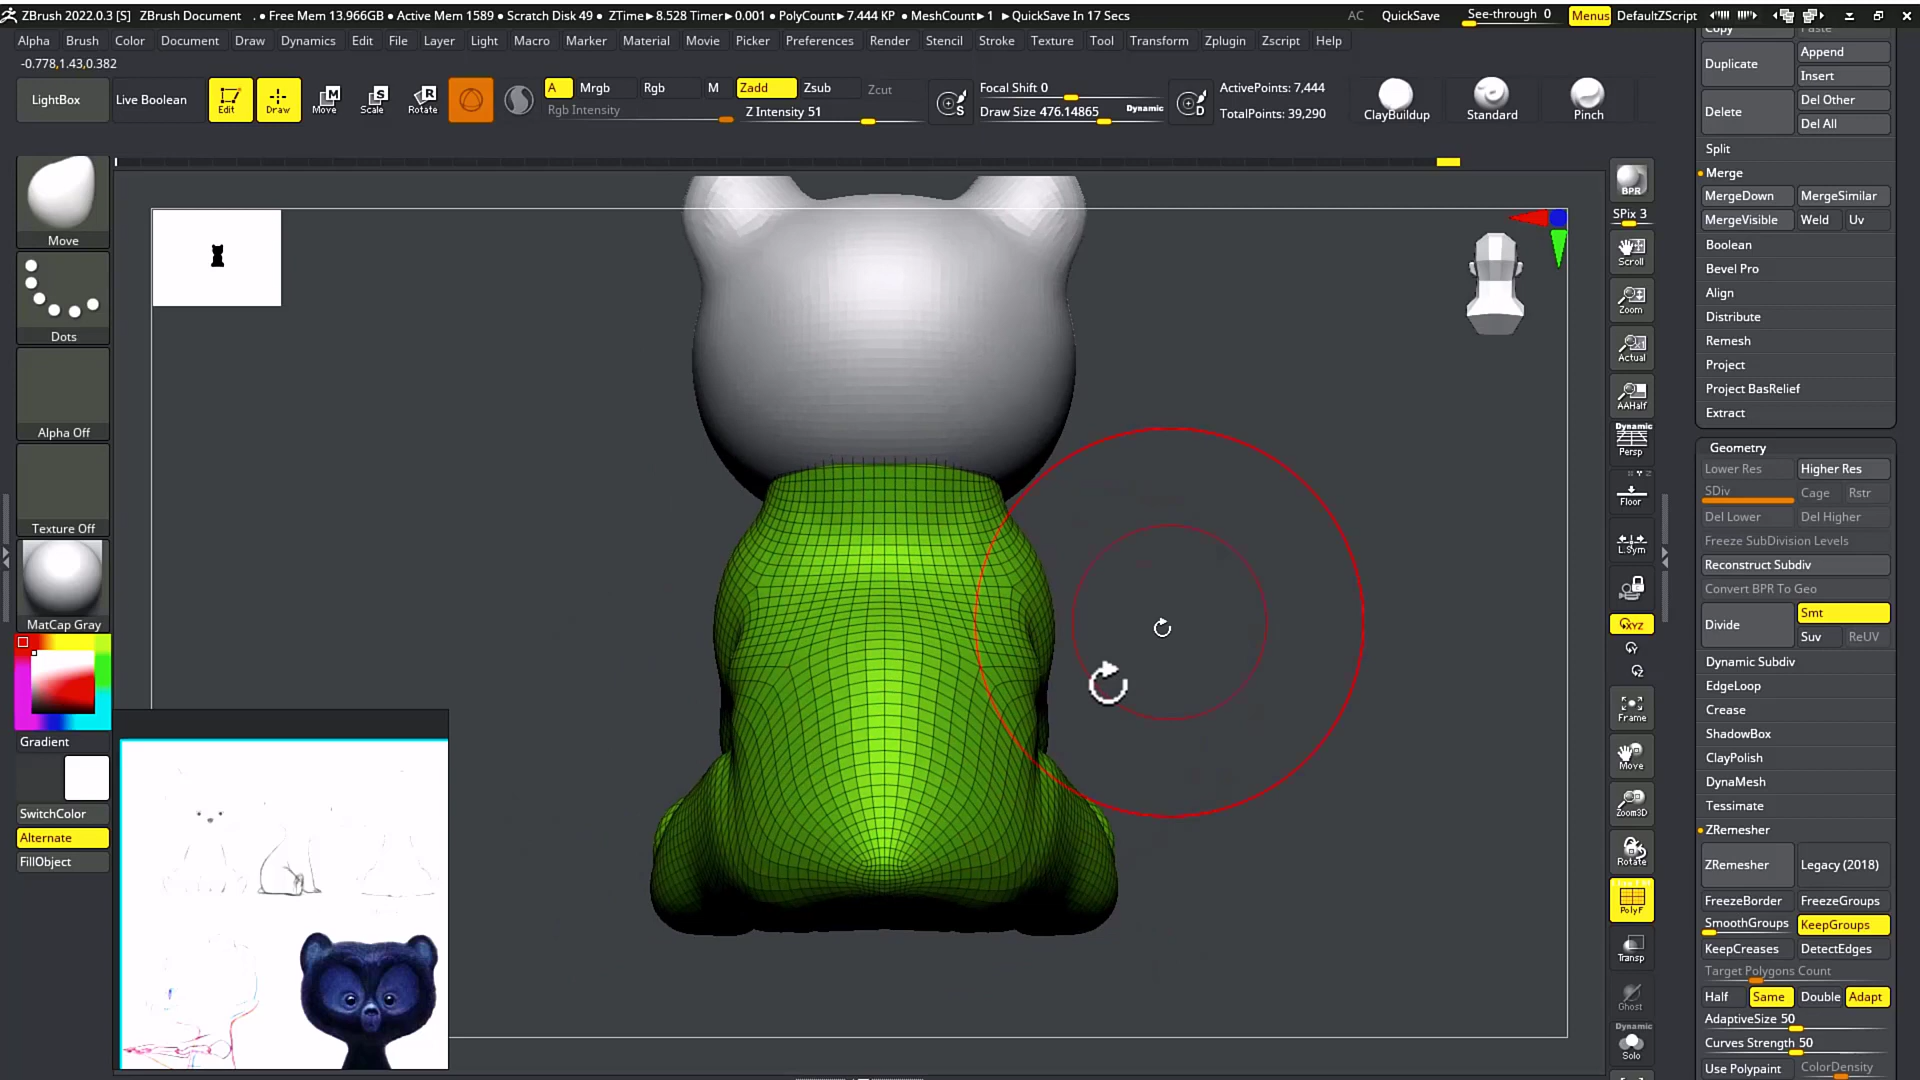 ZBrush 2022.0.3 [S] ZBrush Document . ● Free Mem 13.966GB ● Active Mem 1589 ● Scratch Disk 49 ● ZTime►8.528 Timer►0.001 ● PolyCount►7.444 KP ● MeshCount►1 ►QuickSave In 17 Secs AC QuickSave See-through 0 Menus DefaultZScript
Alpha Brush Color Document Draw Dynamics Edit File Layer Light Macro Marker Material Movie Picker Preferences Render Stencil Stroke Texture Tool Transform Zplugin Zscript Help
-0.778,1.43,0.382
LightBox Live Boolean Edit Draw Move Scale Rotate
A Mrgb Rgb M Zadd Zsub Zcut
Rgb Intensity Z Intensity 51
S Focal Shift 0
Draw Size 476.14865 Dynamic D
ActivePoints: 7,444
TotalPoints: 39,290
ClayBuildup Standard Pinch
Move
Dots
Alpha Off
Texture Off
MatCap Gray
Gradient
SwitchColor
Alternate
FillObject
BPR
SPix 3
Scroll
Zoom
Actual
AAHalf
Dynamic
Persp
Floor
L.Sym
XYZ
Y
Z
Frame
Move
Zoom3D
Rotate
PolyF
Transp
Ghost
Dynamic
Solo
Copy Paste
Duplicate Append
Insert
Delete Del Other
Del All
Split
Merge
MergeDown MergeSimilar
MergeVisible Weld Uv
Boolean
Bevel Pro
Align
Distribute
Remesh
Project
Project BasRelief
Extract
Geometry
Lower Res Higher Res
SDiv Cage Rstr
Del Lower Del Higher
Freeze SubDivision Levels
Reconstruct Subdiv
Convert BPR To Geo
Divide Smt
Suv ReUV
Dynamic Subdiv
EdgeLoop
Crease
ShadowBox
ClayPolish
DynaMesh
Tessimate
ZRemesher
ZRemesher Legacy (2018)
FreezeBorder FreezeGroups
SmoothGroups KeepGroups
KeepCreases DetectEdges
Target Polygons Count
Half Same Double Adapt
AdaptiveSize 50
Curves Strength 50
Use Polypaint ColorDensity